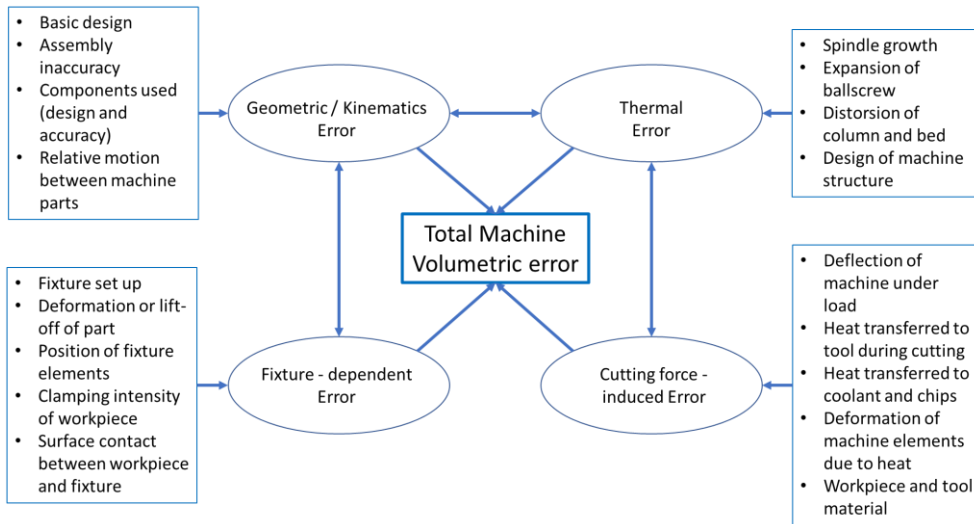 • Basic design
• Assembly
inaccuracy
• Components used
(design and
accuracy)
• Relative motion
between machine
parts
Geometric / Kinematics
Error
Thermal
Error
• Spindle growth
• Expansion of
ballscrew
• Distorsion of
column and bed
• Design of machine
structure
Total Machine
Volumetric error
• Fixture set up
• Deformation or lift-
off of part
• Position of fixture
elements
• Clamping intensity
of workpiece
• Surface contact
between workpiece
and fixture
Fixture - dependent
Error
Cutting force -
induced Error
• Deflection of
machine under
load
• Heat transferred to
tool during cutting
• Heat transferred to
coolant and chips
• Deformation of
machine elements
due to heat
• Workpiece and tool
material